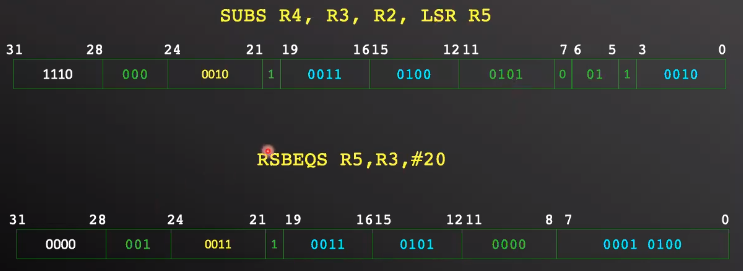 SUBS R4, R3, R2, LSR R5
31 28 24 21 19 16 15 12 11 7 6 5 3 0
1110 000 0010 1 0011 0100 0101 0 01 1 0010
RSBEQS R5,R3,#20
31 28 24 21 19 16 15 12 11 8 7 0
0000 001 0011 1 0011 0101 0000 0001 0100